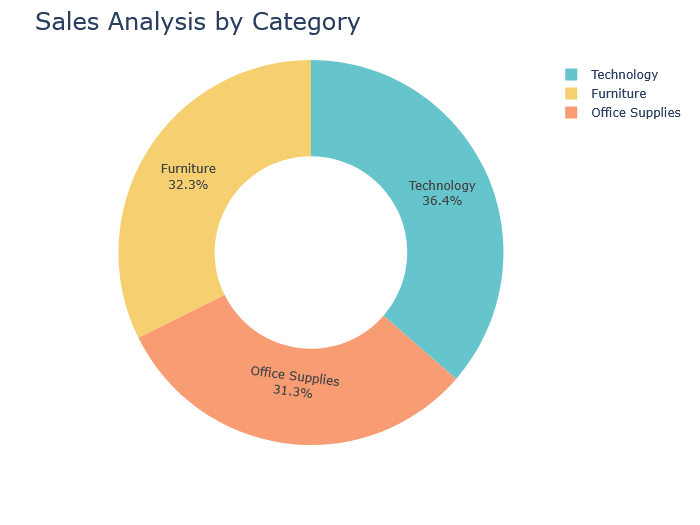 Sales Analysis by Category
Technology
Furniture
Office Supplies
Furniture
32.3%
Technology
36.4%
Office Supplies
31.3%